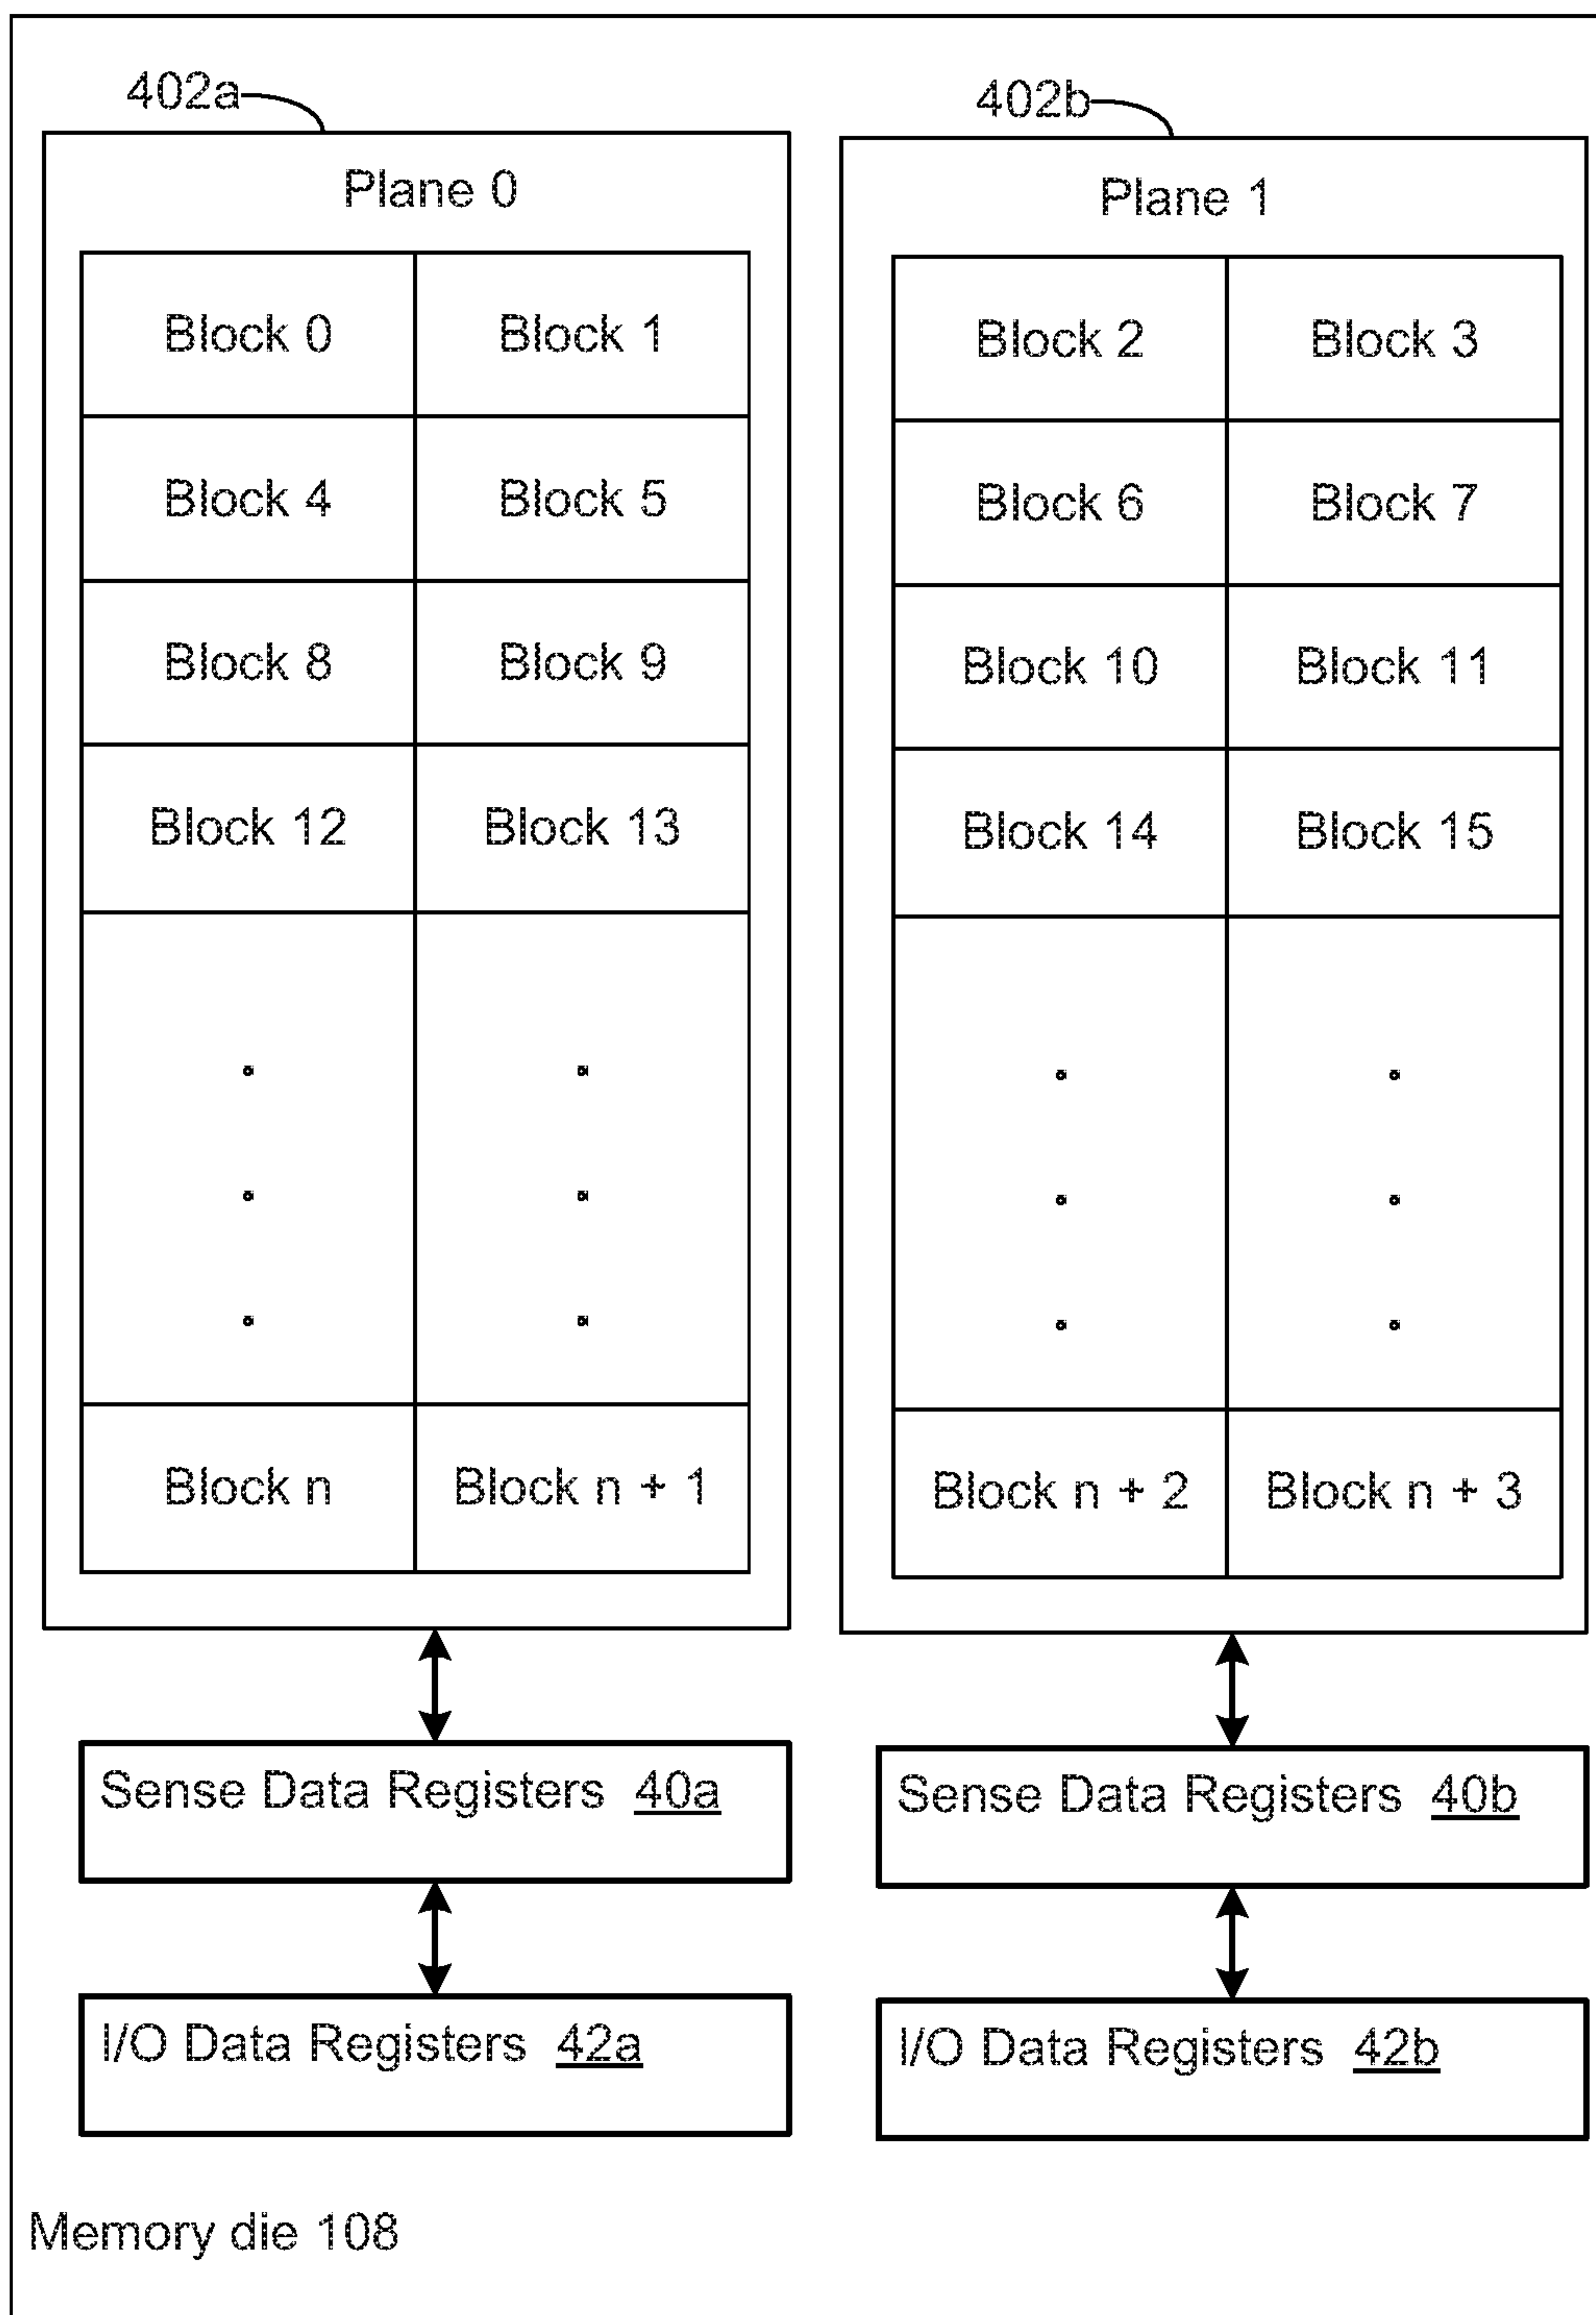 402a
Plane 0
Block 0 Block 1
Block 4 Block 5
Block 8 Block 9
Block 12 Block 13
Block n Block n + 1
Sense Data Registers 40a
I/O Data Registers 42a
402b
Plane 1
Block 2 Block 3
Block 6 Block 7
Block 10 Block 11
Block 14 Block 15
Block n + 2 Block n + 3
Sense Data Registers 40b
I/O Data Registers 42b
Memory die 108